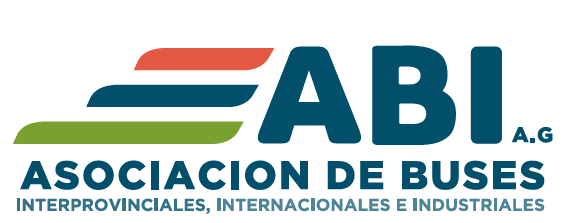 ABI A.G
ASOCIACION DE BUSES
INTERPROVINCIALES, INTERNACIONALES E INDUSTRIALES